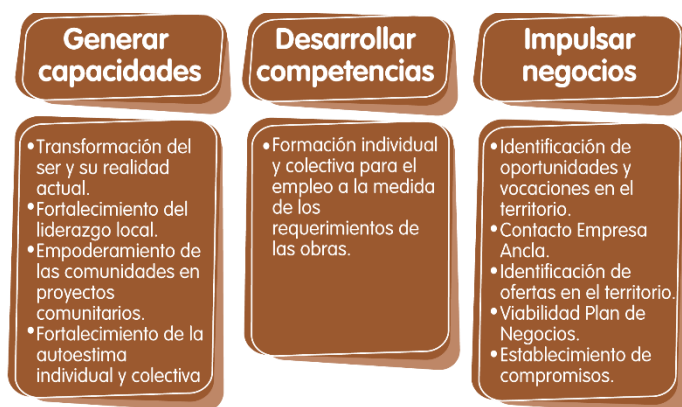 Generar
capacidades
• Transformación del
ser y su realidad
actual.
• Fortalecimiento del
liderazgo local.
• Empoderamiento de
las comunidades en
proyectos
comunitarios.
• Fortalecimiento de la
autoestima
individual y colectiva
Desarrollar
competencias
• Formación individual
y colectiva para el
empleo a la medida
de los
requerimientos de
las obras.
Impulsar
negocios
• Identificación de
oportunidades y
vocaciones en el
territorio.
• Contacto Empresa
Ancla.
• Identificación de
ofertas en el territorio.
• Viabilidad Plan de
Negocios.
• Establecimiento de
compromisos.